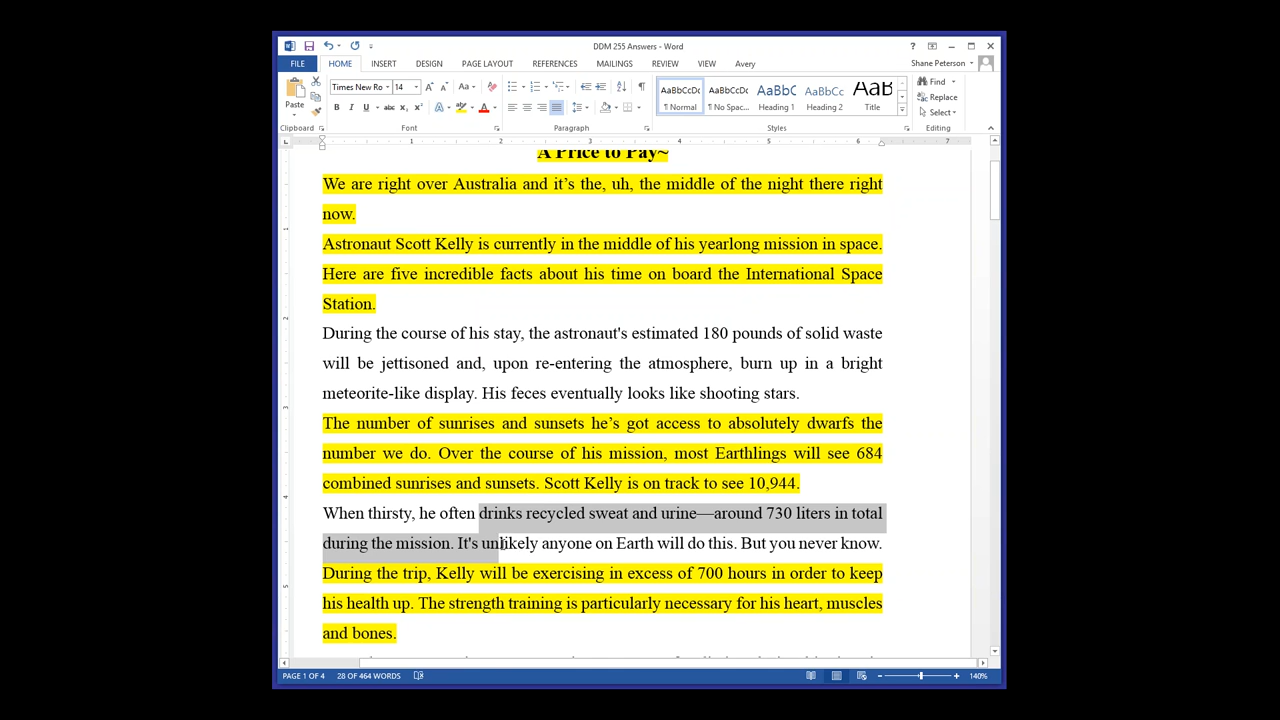 DDM 255 Answers - Word
FILE HOME INSERT DESIGN PAGE LAYOUT REFERENCES MAILINGS REVIEW VIEW Avery Shane Peterson
Paste
Times New Ro 14
AaBbCcDc AaBbCcDc AaBbC AaBbCc AaB
¶ Normal ¶ No Spac... Heading 1 Heading 2 Title
Find
Replace
Select
Clipboard Font Paragraph Styles Editing
1 2 3 4 5 6 7
A Price to Pay~
We are right over Australia and it’s the, uh, the middle of the night there right
now.
Astronaut Scott Kelly is currently in the middle of his yearlong mission in space.
Here are five incredible facts about his time on board the International Space
Station.
During the course of his stay, the astronaut's estimated 180 pounds of solid waste
will be jettisoned and, upon re-entering the atmosphere, burn up in a bright
meteorite-like display. His feces eventually looks like shooting stars.
The number of sunrises and sunsets he’s got access to absolutely dwarfs the
number we do. Over the course of his mission, most Earthlings will see 684
combined sunrises and sunsets. Scott Kelly is on track to see 10,944.
When thirsty, he often drinks recycled sweat and urine—around 730 liters in total
during the mission. It's unlikely anyone on Earth will do this. But you never know.
During the trip, Kelly will be exercising in excess of 700 hours in order to keep
his health up. The strength training is particularly necessary for his heart, muscles
and bones.
PAGE 1 OF 4 28 OF 464 WORDS 140%